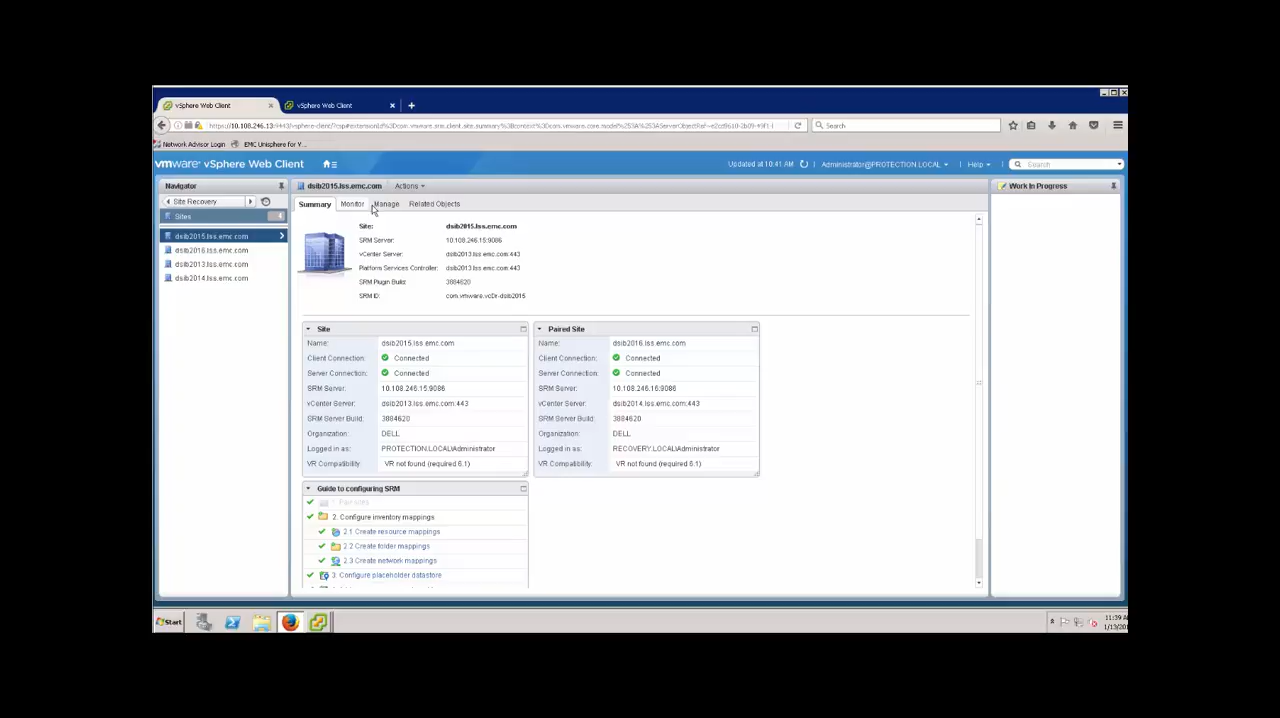 vSphere Web Client
vSphere Web Client
Search
Network Advisor Login
EMC Unisphere for V...
vmware® vSphere Web Client
Updated at 10:41 AM
Administrator@PROTECTION.LOCAL
Help
Search
Navigator
dsib2015.lss.emc.com
Actions
Work In Progress
Site Recovery
Summary
Monitor
Manage
Related Objects
Sites
4
dsib2015.lss.emc.com
dsib2016.lss.emc.com
dsib2013.lss.emc.com
dsib2014.lss.emc.com
Site: dsib2015.lss.emc.com
SRM Server: 10.108.246.15:9086
vCenter Server: dsib2013.lss.emc.com:443
Platform Services Controller: dsib2013.lss.emc.com:443
SRM Plugin Build: 3884620
SRM ID: com.vmware.vcDr-dsib2015
Site
Name: dsib2015.lss.emc.com
Client Connection: Connected
Server Connection: Connected
SRM Server: 10.108.246.15:9086
vCenter Server: dsib2013.lss.emc.com:443
SRM Server Build: 3884620
Organization: DELL
Logged in as: PROTECTION.LOCAL\Administrator
VR Compatibility: VR not found (required 6.1)
Paired Site
Name: dsib2016.lss.emc.com
Client Connection: Connected
Server Connection: Connected
SRM Server: 10.108.246.16:9086
vCenter Server: dsib2014.lss.emc.com:443
SRM Server Build: 3884620
Organization: DELL
Logged in as: RECOVERY.LOCAL\Administrator
VR Compatibility: VR not found (required 6.1)
Guide to configuring SRM
1. Pair sites
2. Configure inventory mappings
2.1 Create resource mappings
2.2 Create folder mappings
2.3 Create network mappings
3. Configure placeholder datastore
Start
11:39 A
1/13/201